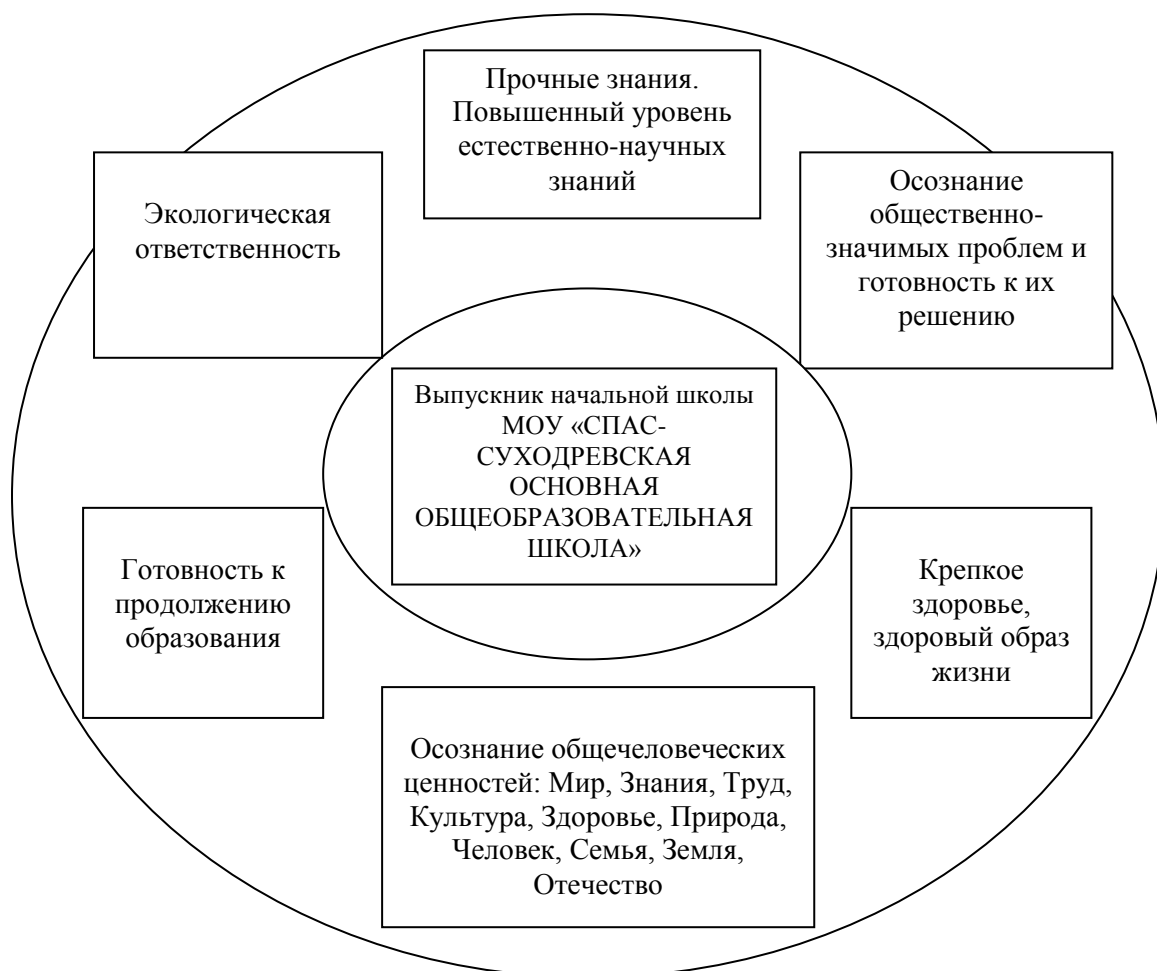 Прочные знания.
Повышенный уровень
естественно-научных
знаний
Экологическая
ответственность
Осознание
общественно-
значимых проблем и
готовность к их
решению
Выпускник начальной школы
МОУ «СПАС-
СУХОДРЕВСКАЯ
ОСНОВНАЯ
ОБЩЕОБРАЗОВАТЕЛЬНАЯ
ШКОЛА»
Готовность к
продолжению
образования
Крепкое
здоровье,
здоровый образ
жизни
Осознание общечеловеческих
ценностей: Мир, Знания, Труд,
Культура, Здоровье, Природа,
Человек, Семья, Земля,
Отечество